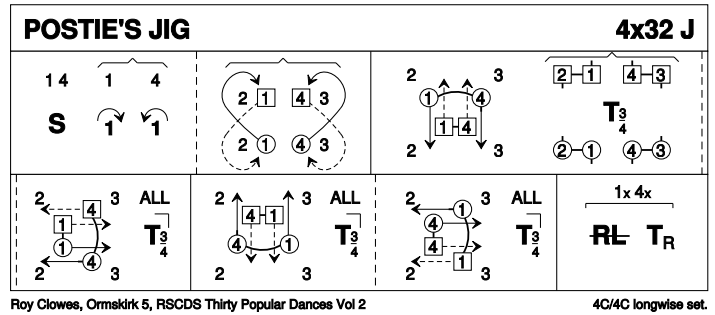 POSTIE'S JIG 4x32 J
1 4 1 4
S 1 1
2 1 4 3
2 1 4 3
2 3
1 4
1 4
2 3
2 1 4 3
T 3/4
2 1 4 3
2 4 3 ALL
1
T 3/4
1
2 4 3
2 3 ALL
4 1
4 1 T 3/4
2 3
2 1 3 ALL
4
T 3/4
4
2 1 3
1x 4x
RL TR
Roy Clowes, Ormskirk 5, RSCDS Thirty Popular Dances Vol 2 4C/4C longwise set.